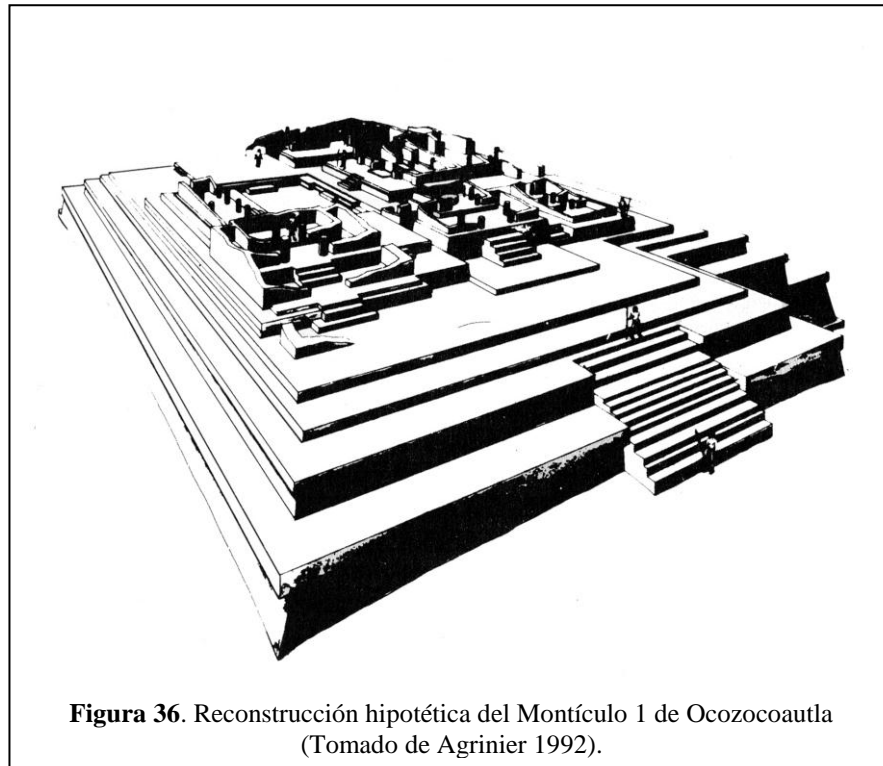 Figura 36. Reconstrucción hipotética del Montículo 1 de Ocozocoautla
(Tomado de Agrinier 1992).